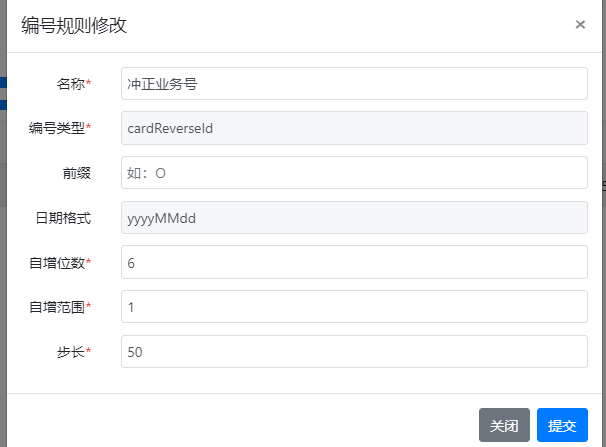 编号规则修改 ×
名称* 冲正业务号
编号类型* cardReverseId
前缀 如：O
日期格式 yyyyMMdd
自增位数* 6
自增范围* 1
步长* 50
关闭 提交